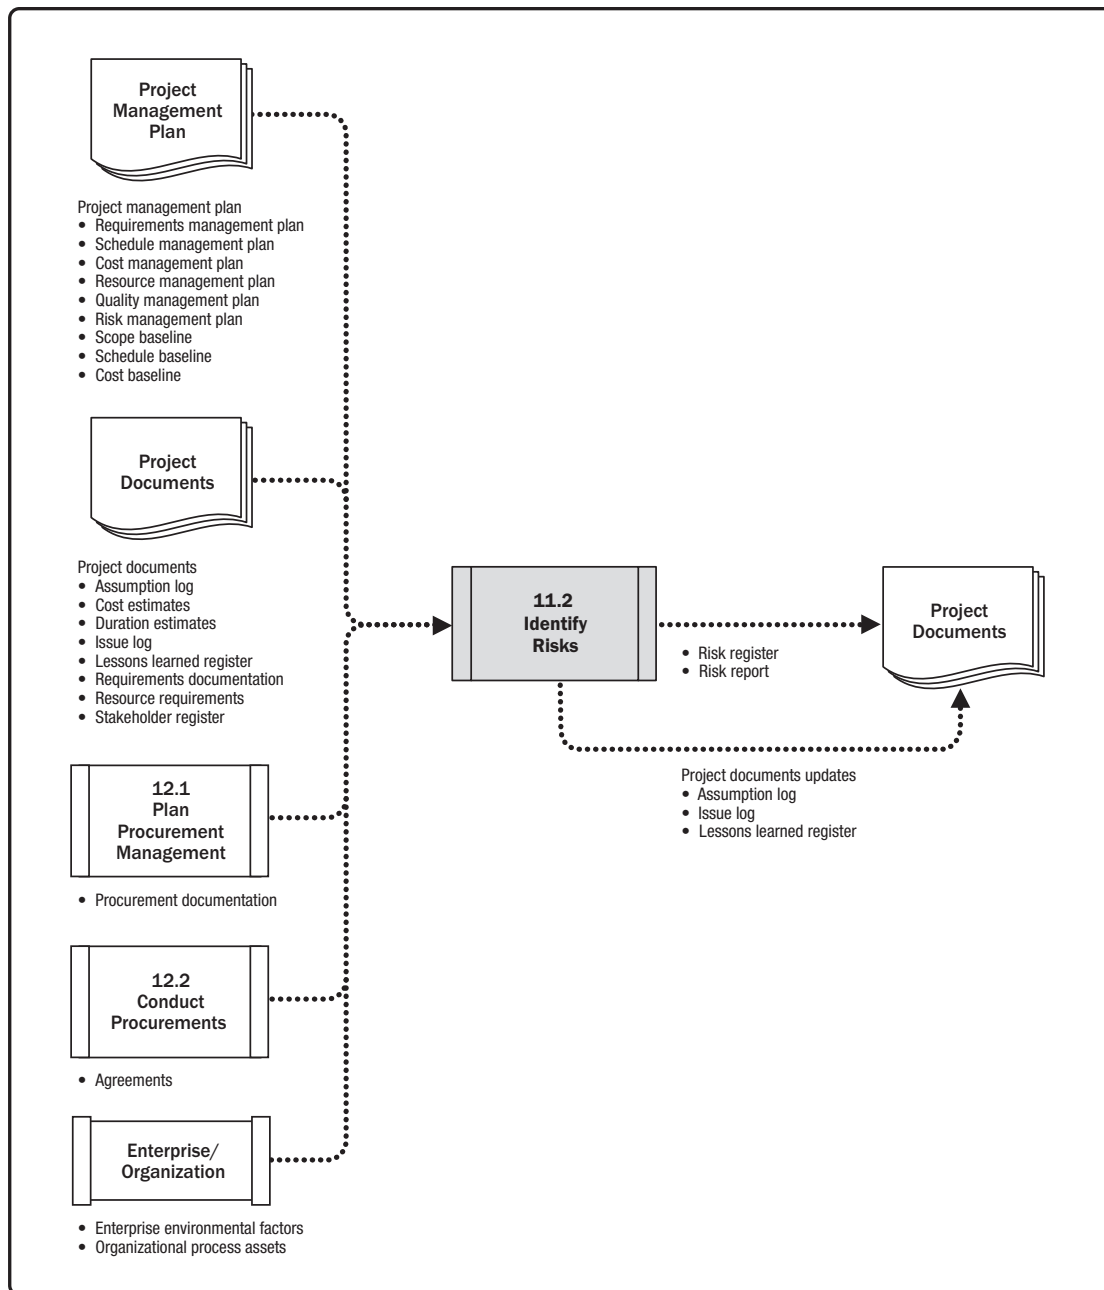 Project
Management
Plan
Project management plan
• Requirements management plan
• Schedule management plan
• Cost management plan
• Resource management plan
• Quality management plan
• Risk management plan
• Scope baseline
• Schedule baseline
• Cost baseline
Project
Documents
Project documents
• Assumption log
• Cost estimates
• Duration estimates
• Issue log
• Lessons learned register
• Requirements documentation
• Resource requirements
• Stakeholder register
12.1
Plan
Procurement
Management
• Procurement documentation
12.2
Conduct
Procurements
• Agreements
Enterprise/
Organization
• Enterprise environmental factors
• Organizational process assets
11.2
Identify
Risks
• Risk register
• Risk report
Project documents updates
• Assumption log
• Issue log
• Lessons learned register
Project
Documents